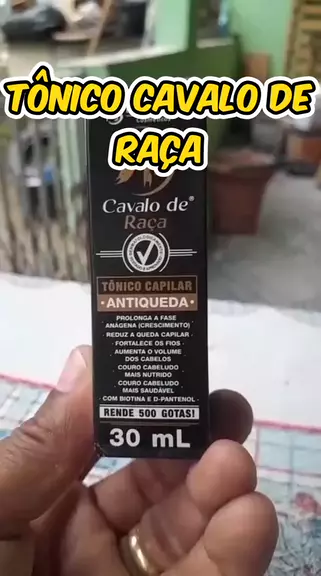 TÔNICO CAVALO DE
RAÇA
Cavalo de®
Raça
TÔNICO CAPILAR
· ANTIQUEDA ·
PROLONGA A FASE
ANÁGENA (CRESCIMENTO)
· REDUZ A QUEDA CAPILAR ·
· FORTALECE OS FIOS ·
AUMENTA O VOLUME
DOS CABELOS
COURO CABELUDO
MAIS NUTRIDO
COURO CABELUDO
MAIS SAUDÁVEL
· COM BIOTINA E D-PANTENOL ·
RENDE 500 GOTAS!
30 mL